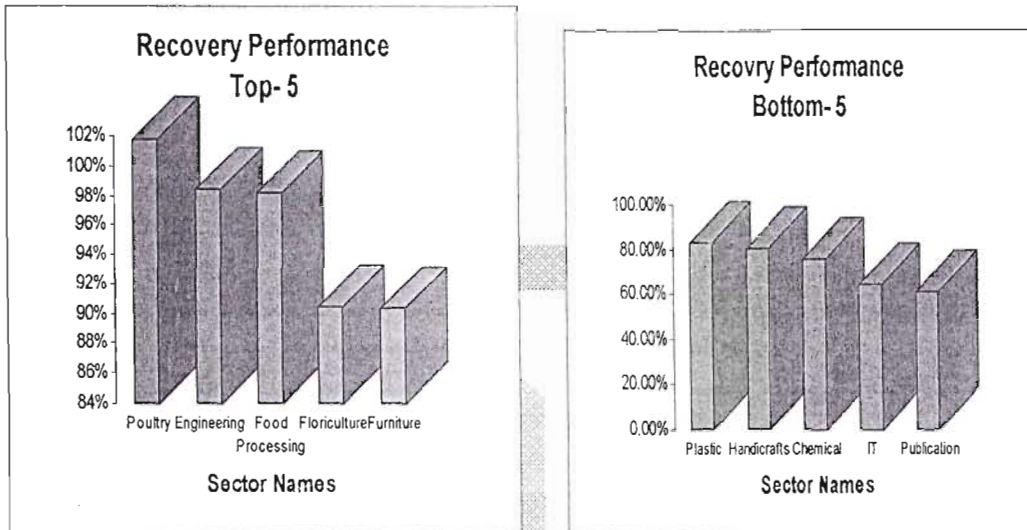 Recovery Performance
Top- 5
102%
100%
98%
96%
94%
92%
90%
88%
86%
84%
Poultry Engineering Food Floriculture Furniture
Processing
Sector Names
Recovry Performance
Bottom- 5
100.00%
80.00%
60.00%
40.00%
20.00%
0.00%
Plastic Handicrafts Chemical IT Publication
Sector Names